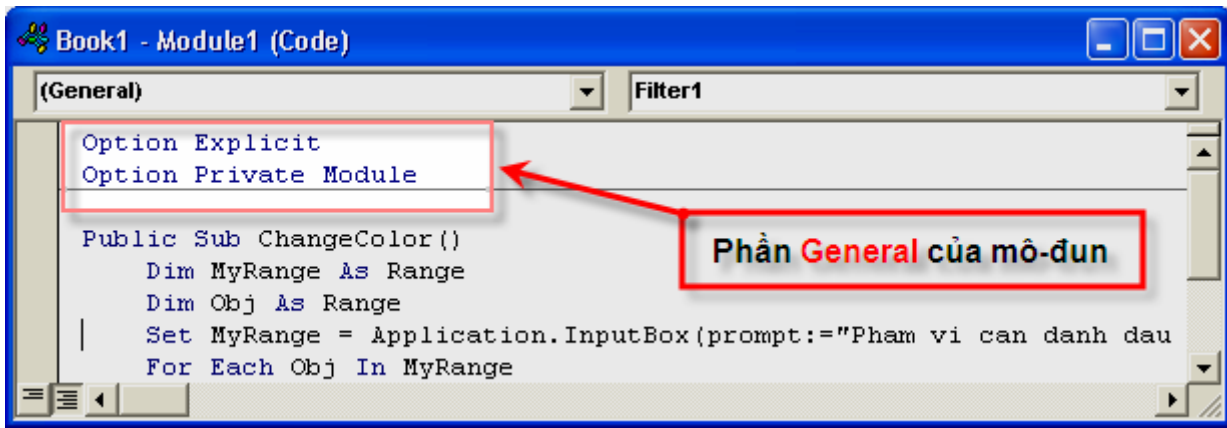 Book1 - Module1 (Code)
(General)
Filter1
Option Explicit
Option Private Module
Public Sub ChangeColor()
Dim MyRange As Range
Dim Obj As Range
Set MyRange = Application.InputBox(prompt:="Pham vi can danh dau
For Each Obj In MyRange
Phần General của mô-đun